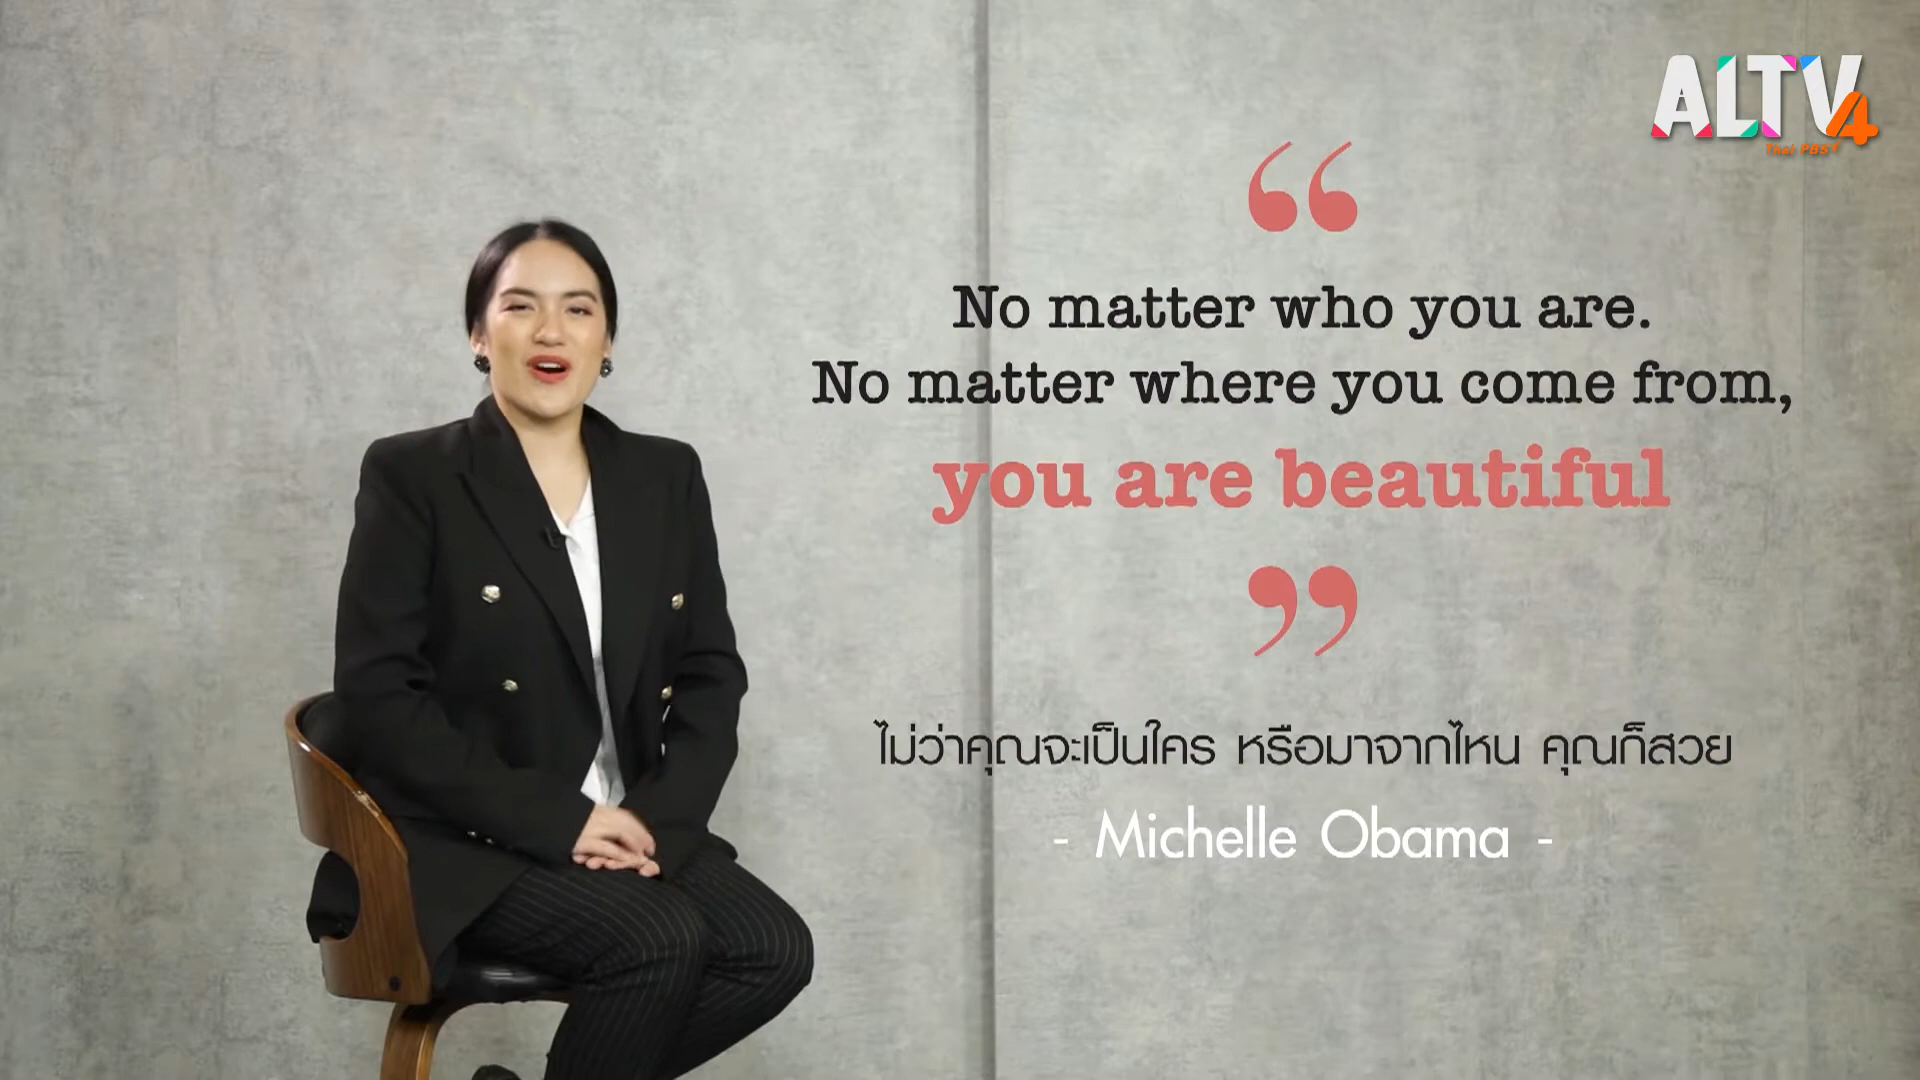 ALTV4
Thai PBS
“
No matter who you are.
No matter where you come from,
you are beautiful
”
ไม่ว่าคุณจะเป็นใคร หรือมาจากไหน คุณก็สวย
- Michelle Obama -